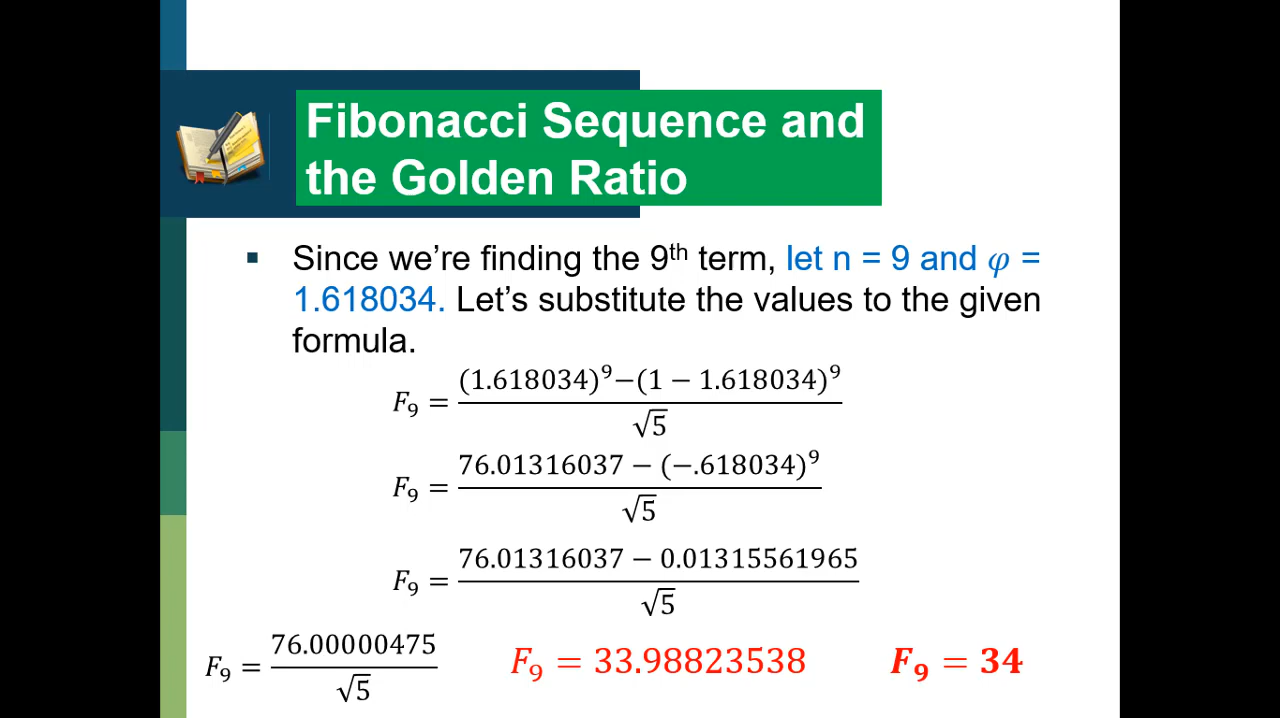 Fibonacci Sequence and
the Golden Ratio
▪ Since we’re finding the 9th term, let n = 9 and φ =
1.618034. Let’s substitute the values to the given
formula.
F₉ = ((1.618034)⁹−(1 − 1.618034)⁹)/√5
F₉ = (76.01316037 − (−.618034)⁹)/√5
F₉ = (76.01316037 − 0.01315561965)/√5
F₉ = 76.00000475/√5 F₉ = 33.98823538 F₉ = 34